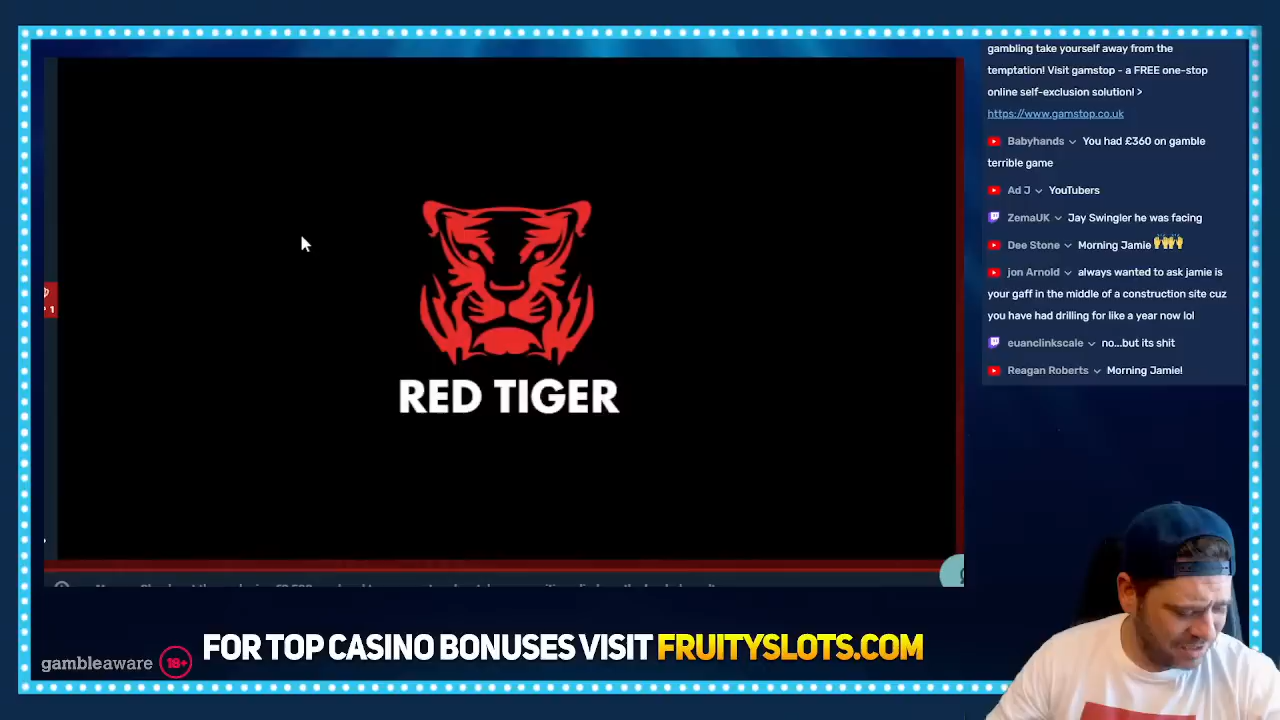 gambling take yourself away from the
temptation! Visit gamstop - a FREE one-stop
online self-exclusion solution! >
https://www.gamstop.co.uk
Babyhands You had £360 on gamble
terrible game
Ad J YouTubers
ZemaUK Jay Swingler he was facing
Dee Stone Morning Jamie 🙌🙌
jon Arnold always wanted to ask jamie is
your gaff in the middle of a construction site cuz
you have had drilling for like a year now lol
euanclinkscale no...but its shit
Reagan Roberts Morning Jamie!
1
RED TIGER
FOR TOP CASINO BONUSES VISIT FRUITYSLOTS.COM
gambleaware 18+